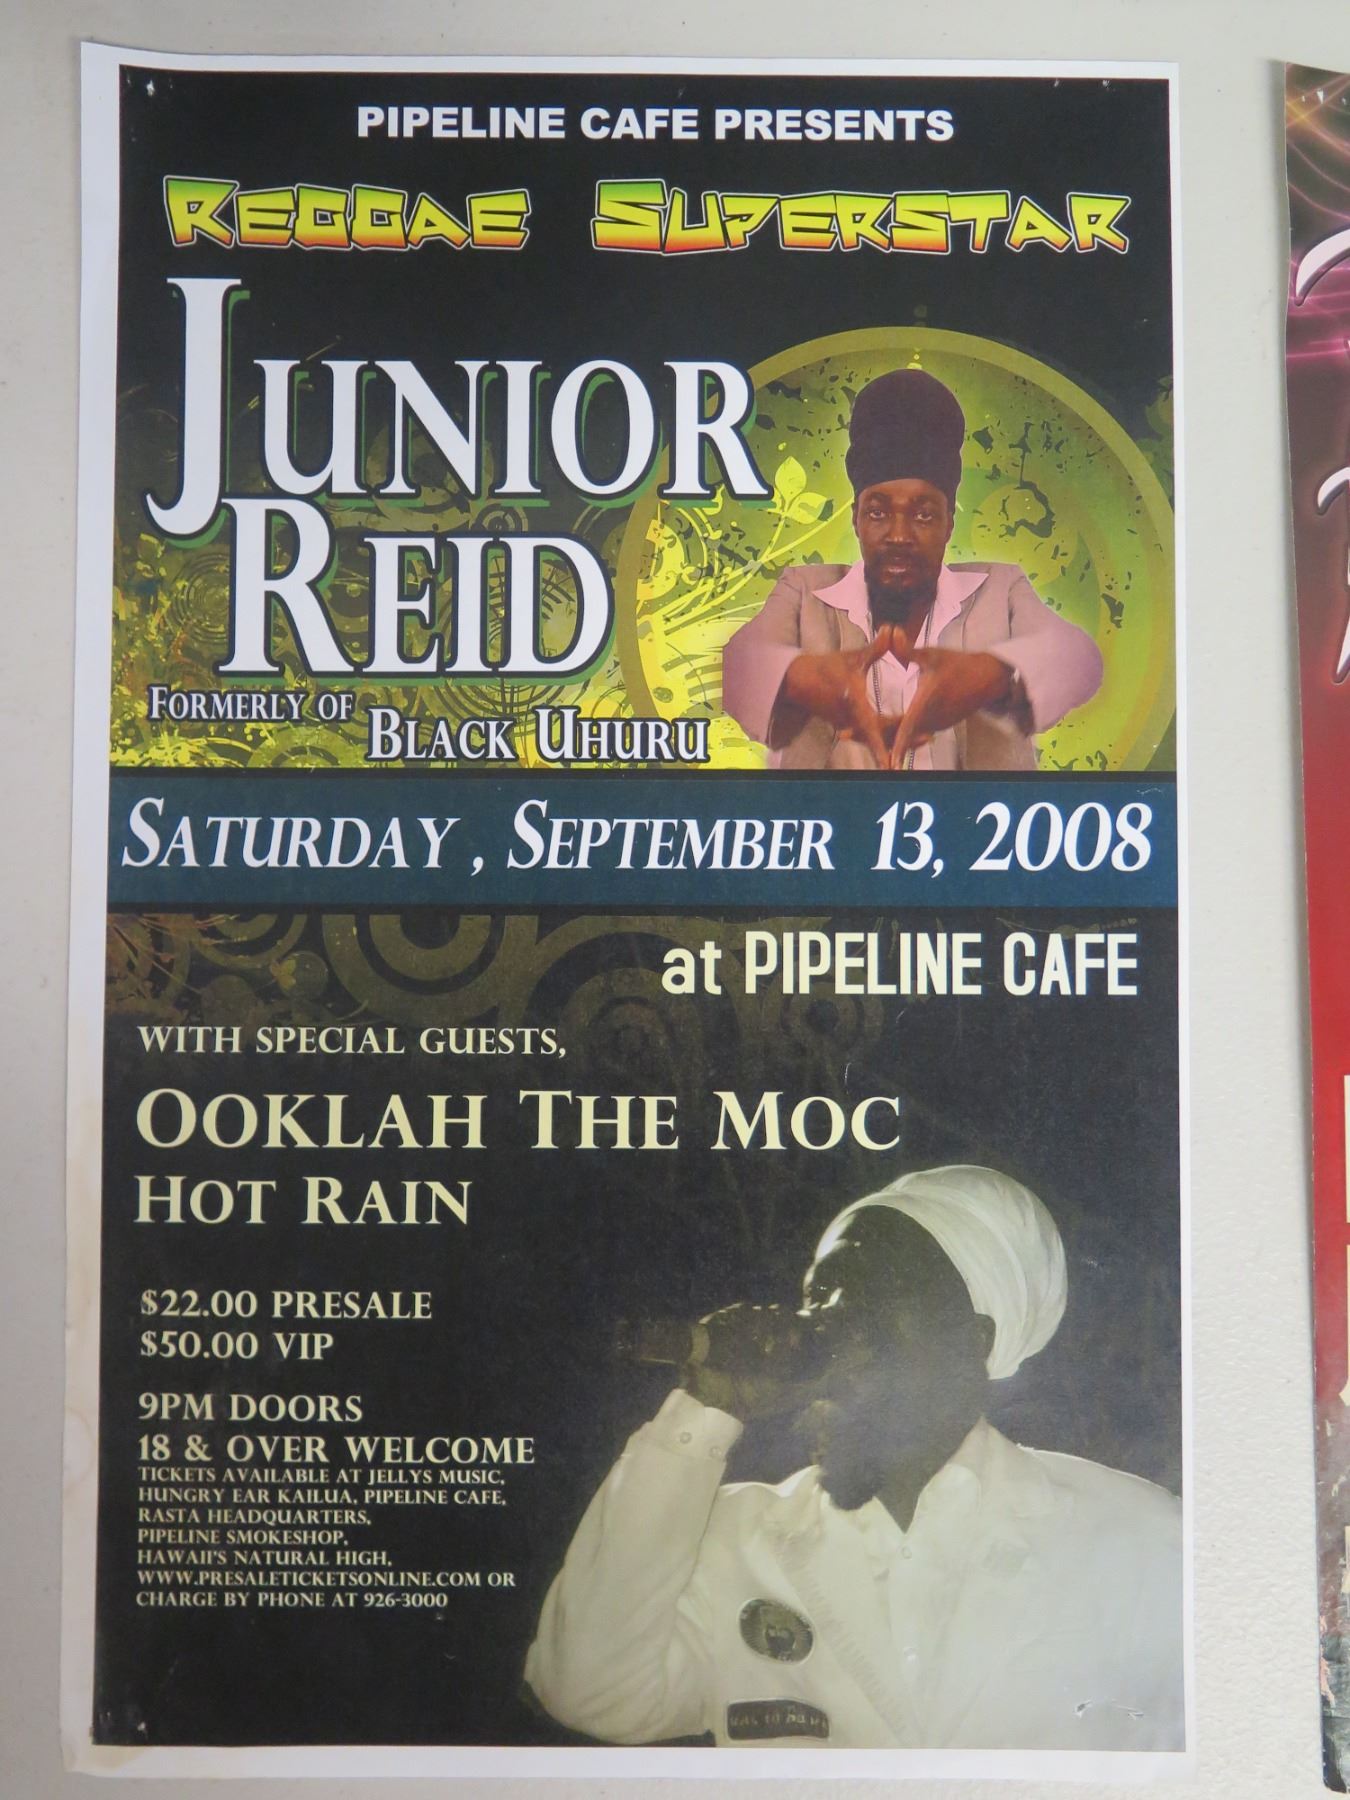 PIPELINE CAFE PRESENTS
REGGAE SUPERSTAR
JUNIOR
REID
FORMERLY OF BLACK UHURU
SATURDAY, SEPTEMBER 13, 2008
at PIPELINE CAFE
WITH SPECIAL GUESTS,
OOKLAH THE MOC
HOT RAIN
$22.00 PRESALE
$50.00 VIP
9PM DOORS
18 & OVER WELCOME
TICKETS AVAILABLE AT JELLYS MUSIC,
HUNGRY EAR KAILUA, PIPELINE CAFE,
RASTA HEADQUARTERS,
PIPELINE SMOKESHOP,
HAWAII'S NATURAL HIGH,
WWW.PRESALETICKETSONLINE.COM OR
CHARGE BY PHONE AT 926-3000